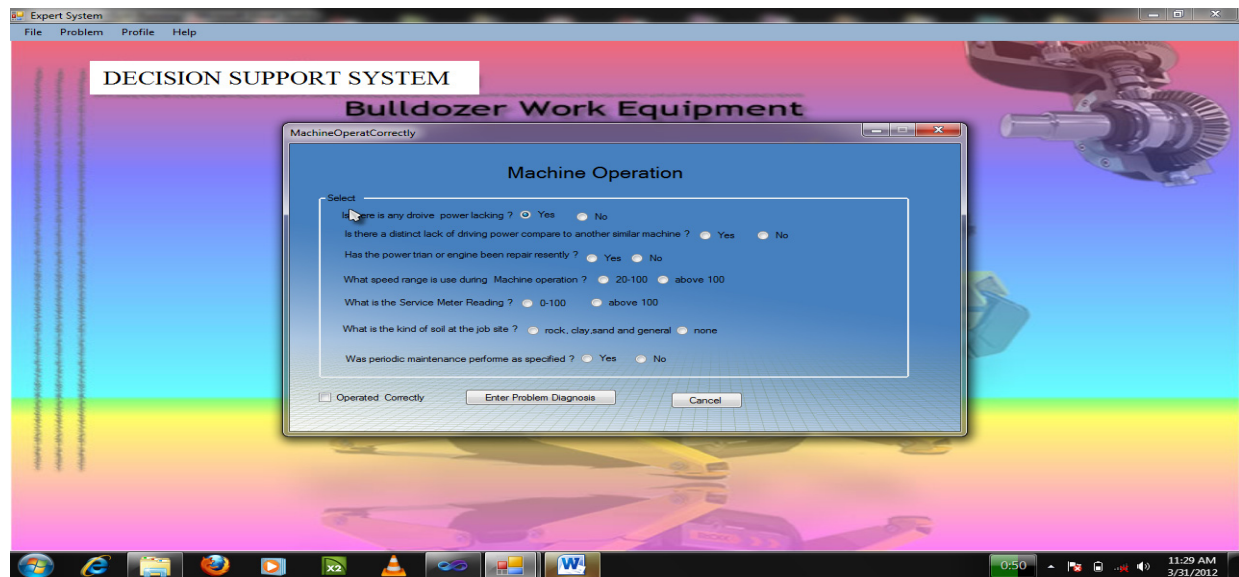 Expert System
File Problem Profile Help
DECISION SUPPORT SYSTEM
Bulldozer Work Equipment
MachineOperatCorrectly
Machine Operation
Select
is any droive power lacking ? Yes No
Is there a distinct lack of driving power compare to another similar machine ? Yes No
Has the power trian or engine been repair resently ? Yes No
What speed range is use during Machine operation ? 20-100 above 100
What is the Service Meter Reading ? 0-100 above 100
What is the kind of soil at the job site ? rock, clay,sand and general none
Was periodic maintenance performe as specified ? Yes No
Operated Correctly Enter Problem Diagnosis Cancel
x2
W
0:50
11:29 AM
3/31/2012